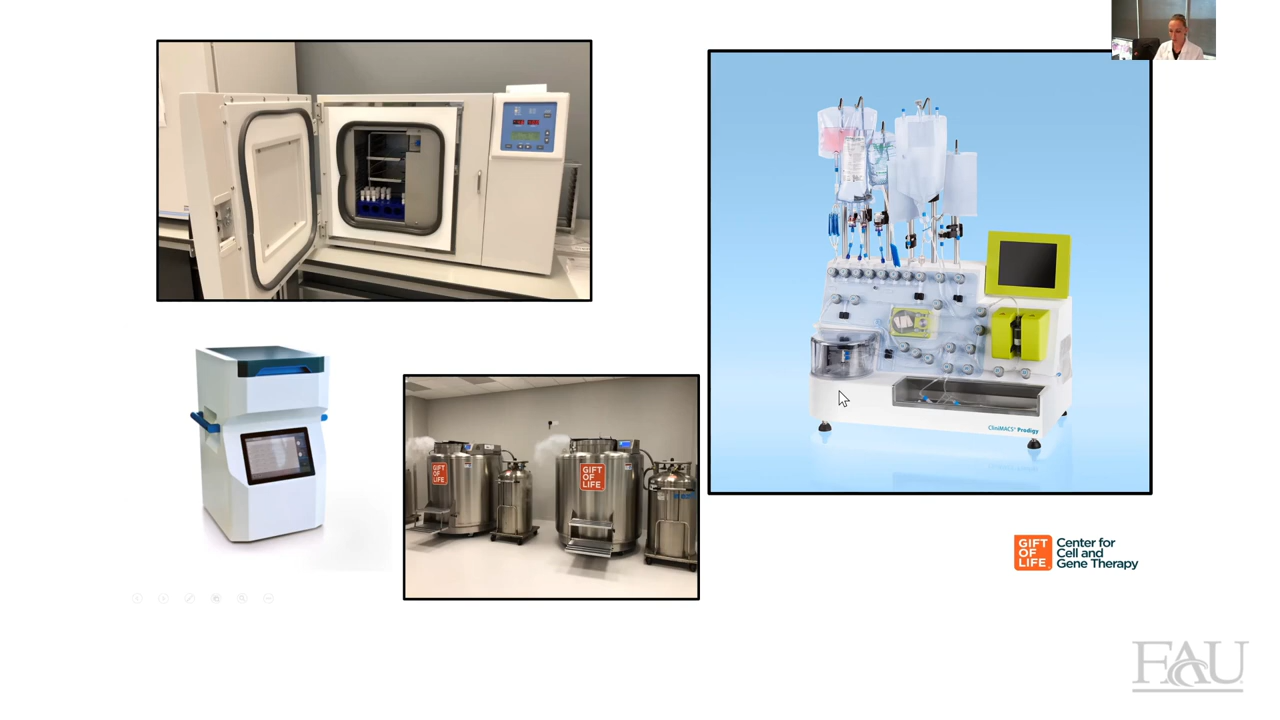 GIFT
OF
LIFE
GIFT
OF
LIFE
CliniMACS® Prodigy
GIFT
OF
LIFE
Center for
Cell and
Gene Therapy
FAU